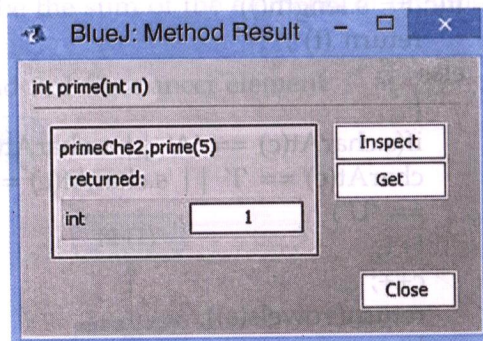 BlueJ: Method Result
int prime(int n)
primeChe2.prime(5)
returned:
int 1
Inspect
Get
Close